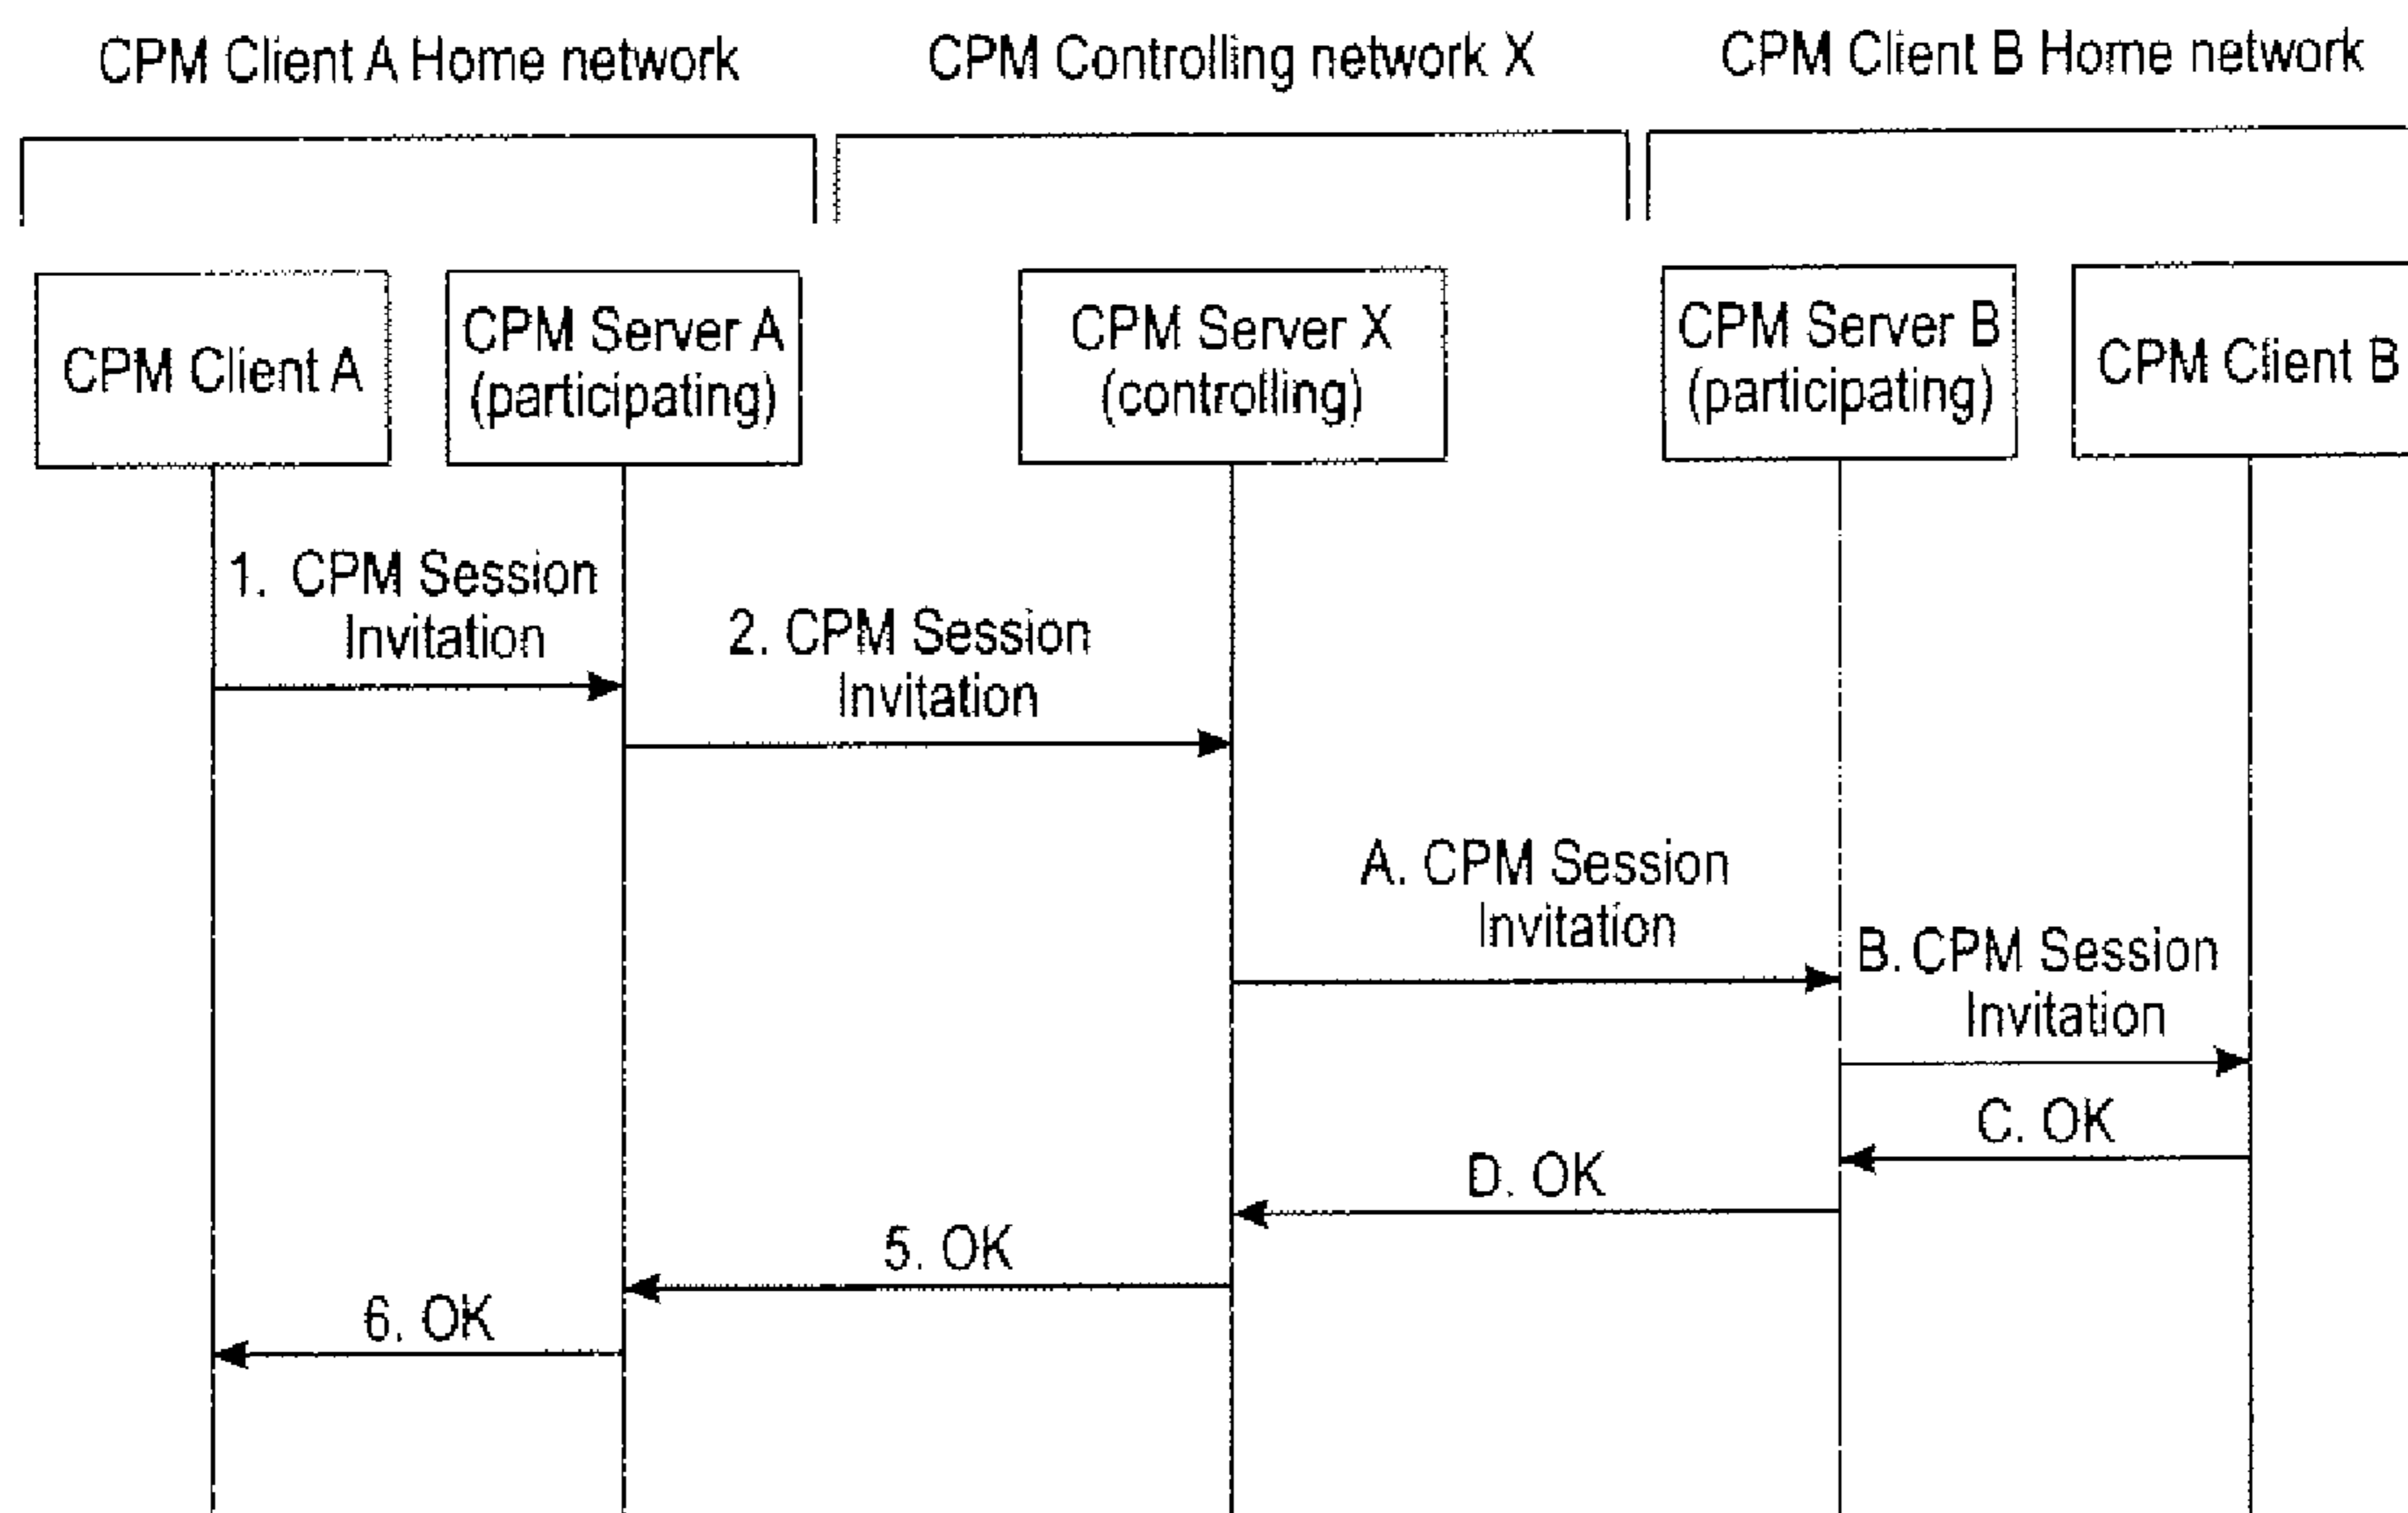 CPM Client A Home network
CPM Controlling network X
CPM Client B Home network
CPM Client A
CPM Server A
(participating)
CPM Server X
(controlling)
CPM Server B
(participating)
CPM Client B
1. CPM Session
Invitation
2. CPM Session
Invitation
A. CPM Session
Invitation
B. CPM Session
Invitation
C. OK
D. OK
5. OK
6. OK